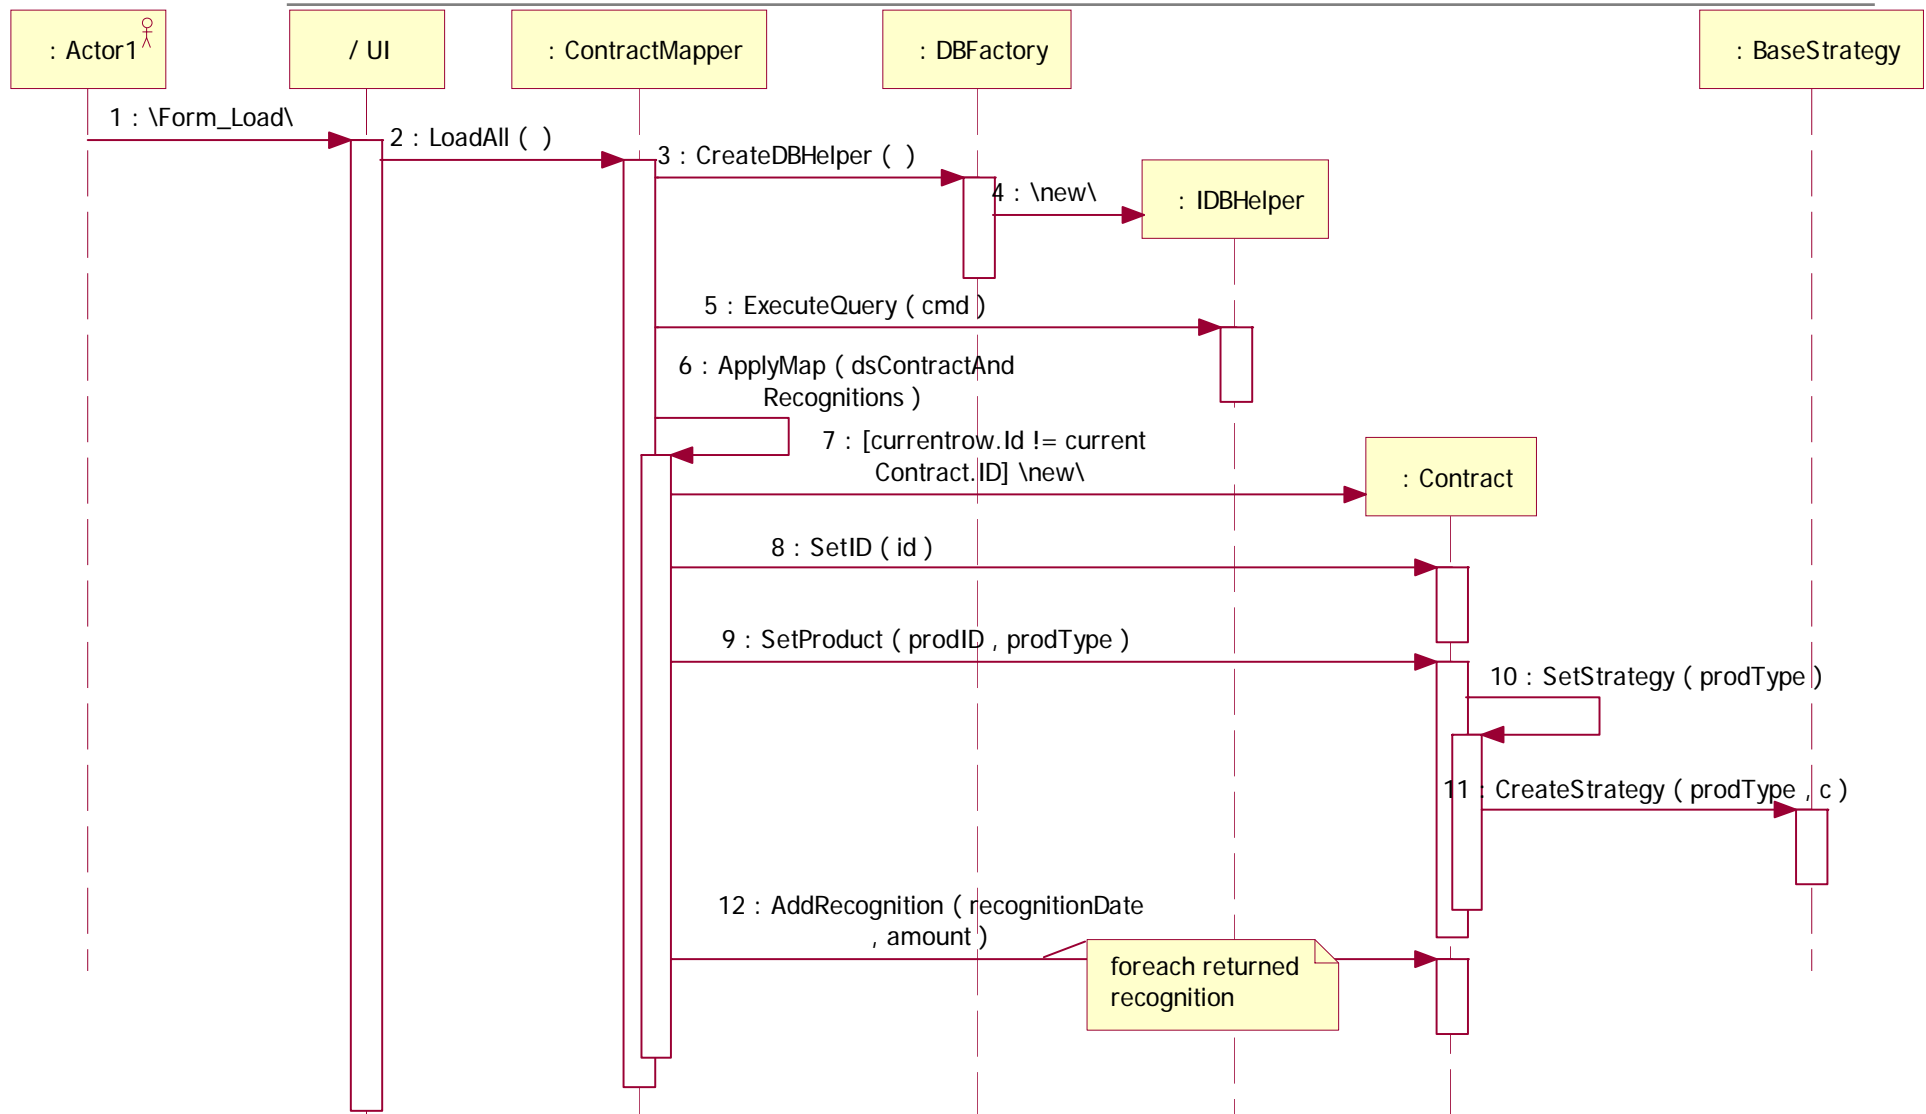 : Actor1
/ UI
: ContractMapper
: DBFactory
: BaseStrategy
1 : \Form_Load\
2 : LoadAll ( )
3 : CreateDBHelper ( )
4 : \new\
: IDBHelper
5 : ExecuteQuery ( cmd )
6 : ApplyMap ( dsContractAnd
Recognitions )
7 : [currentrow.Id != current
Contract.ID] \new\
: Contract
8 : SetID ( id )
9 : SetProduct ( prodID , prodType )
10 : SetStrategy ( prodType )
11 : CreateStrategy ( prodType , c )
12 : AddRecognition ( recognitionDate
, amount )
foreach returned
recognition